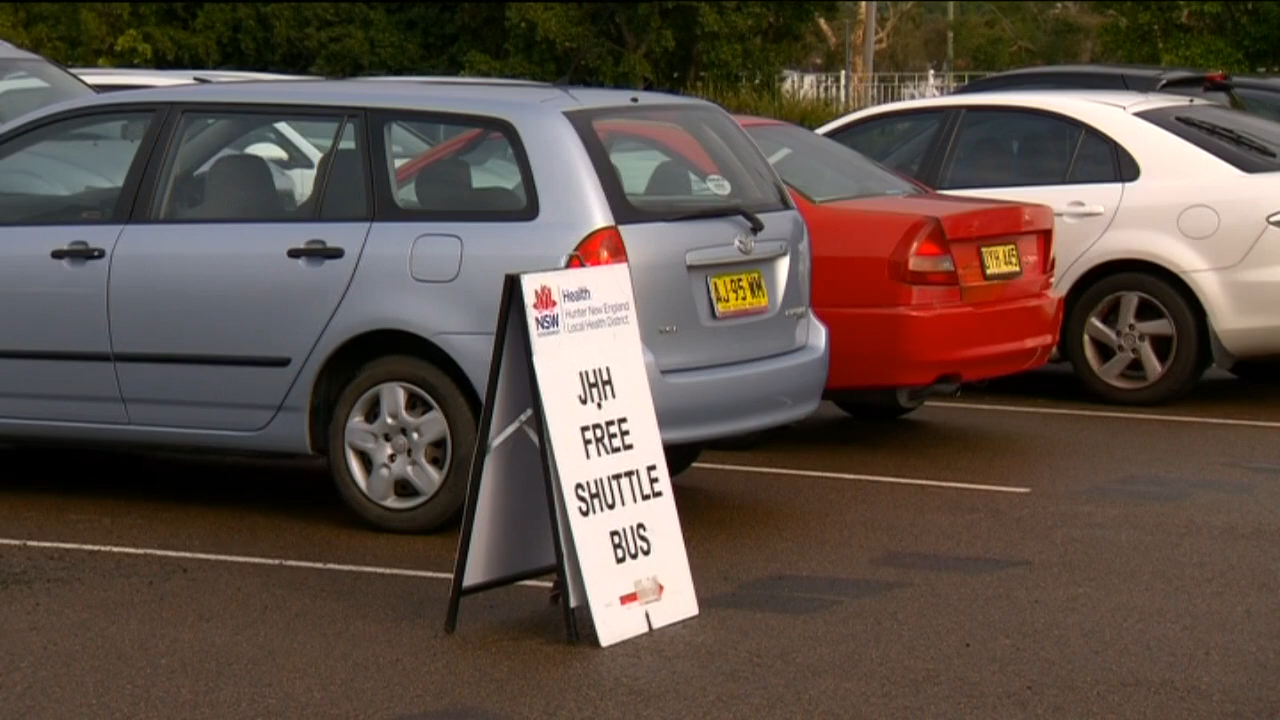 Health
Hunter New England
Local Health District
NSW
JHH
FREE
SHUTTLE
BUS
AJ·95·WM